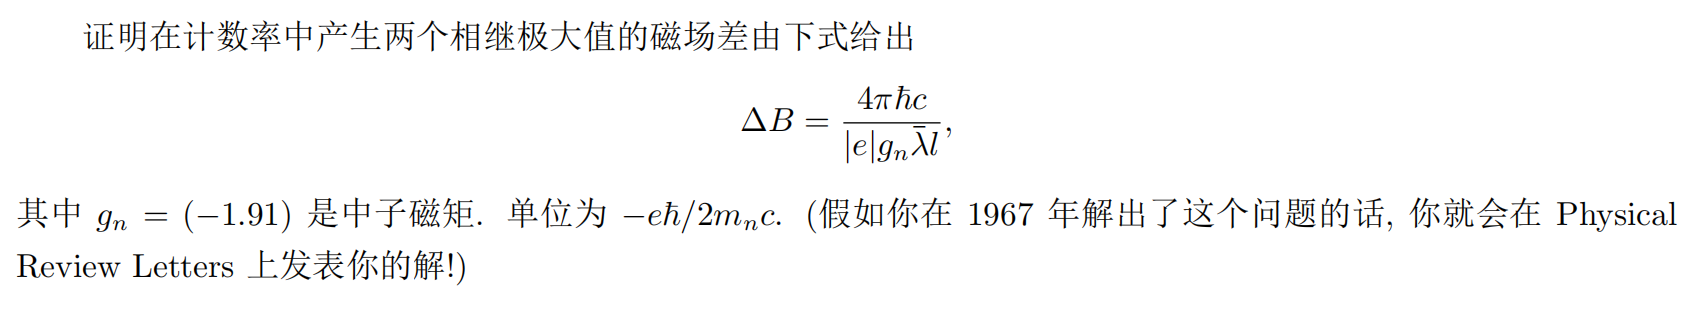 证明在计数率中产生两个相继极大值的磁场差由下式给出
ΔB = 4πħc / |e|gₙƛ̄l,
其中 gₙ = (−1.91) 是中子磁矩. 单位为 −eħ/2mₙc. (假如你在 1967 年解出了这个问题的话, 你就会在 Physical
Review Letters 上发表你的解!)